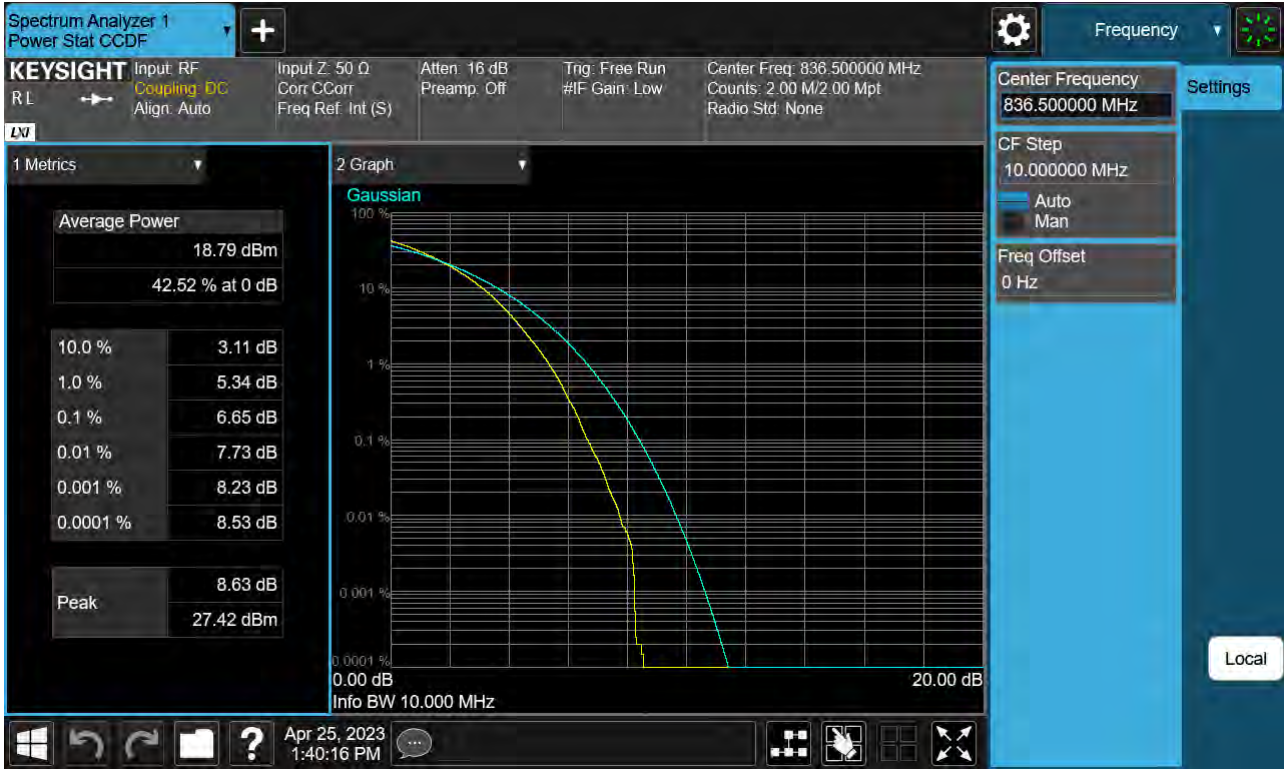 Spectrum Analyzer 1
Power Stat CCDF
+
Frequency
KEYSIGHT
R L
LXI
Input: RF
Coupling: DC
Align: Auto
Input Z: 50 Ω
Corr CCorr
Freq Ref: Int (S)
Atten: 16 dB
Preamp: Off
Trig: Free Run
#IF Gain: Low
Center Freq: 836.500000 MHz
Counts: 2.00 M/2.00 Mpt
Radio Std: None
1 Metrics
Average Power
18.79 dBm
42.52 % at 0 dB
10.0 % 3.11 dB
1.0 % 5.34 dB
0.1 % 6.65 dB
0.01 % 7.73 dB
0.001 % 8.23 dB
0.0001 % 8.53 dB
Peak
8.63 dB
27.42 dBm
2 Graph
Gaussian
100 %
10 %
1 %
0.1 %
0.01 %
0.001 %
0.0001 %
0.00 dB 20.00 dB
Info BW 10.000 MHz
Center Frequency
836.500000 MHz
CF Step
10.000000 MHz
Auto
Man
Freq Offset
0 Hz
Settings
Local
?
Apr 25, 2023
1:40:16 PM